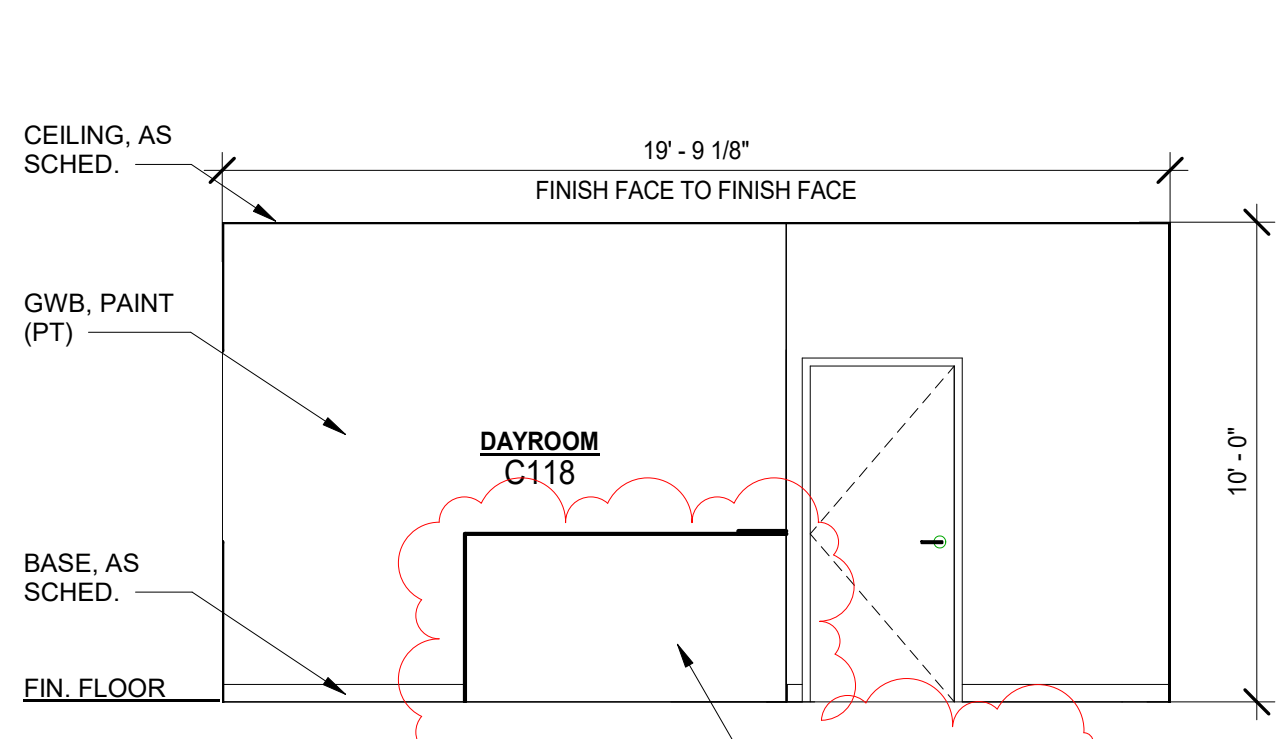 CEILING, AS
SCHED.
19' - 9 1/8"
FINISH FACE TO FINISH FACE
GWB, PAINT
(PT)
DAYROOM
C118
10' - 0"
BASE, AS
SCHED.
FIN. FLOOR